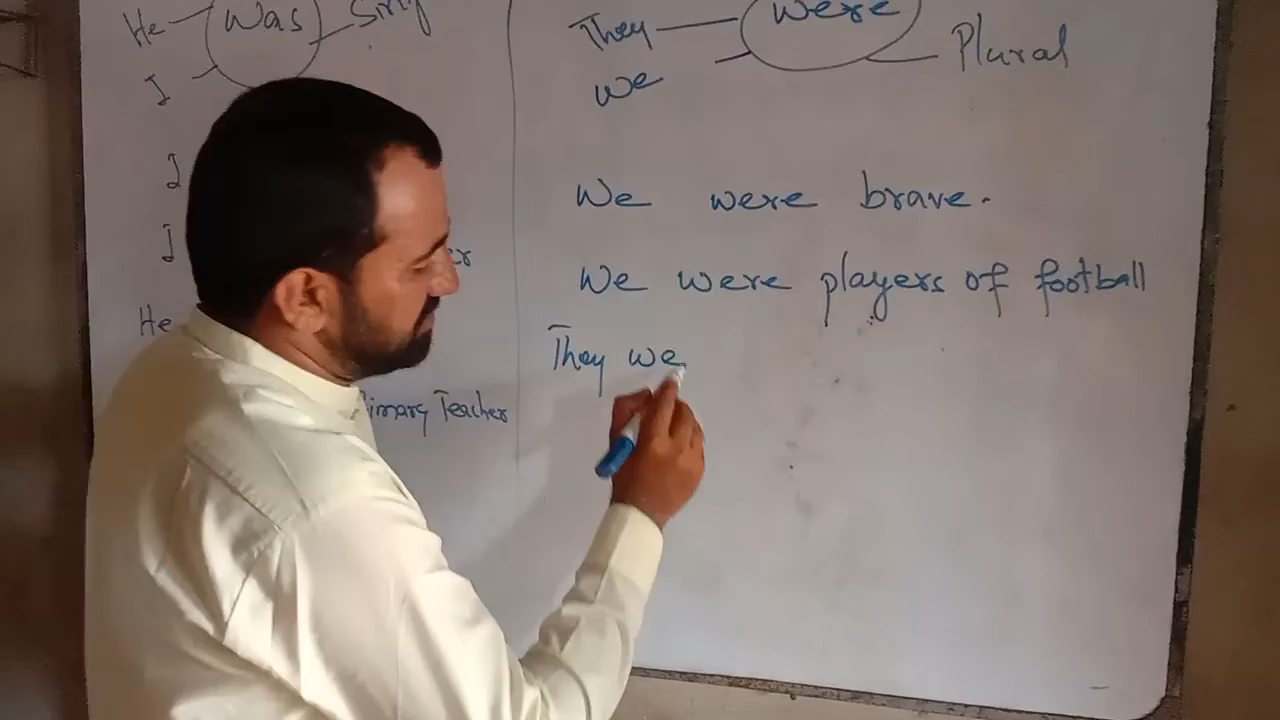 He was
I
I
I
He
Primary Teacher
They were
we Plural
We were brave.
We were players of football
They we